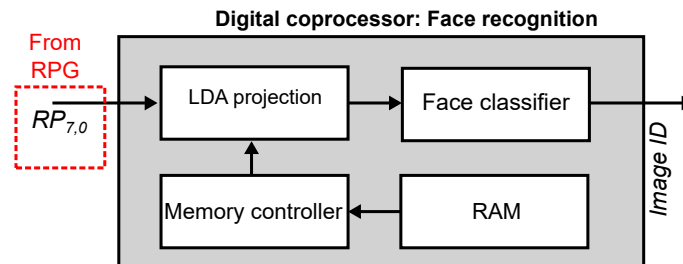 Digital coprocessor: Face recognition
From
RPG
RP7,0
LDA projection
Face classifier
Image ID
Memory controller
RAM